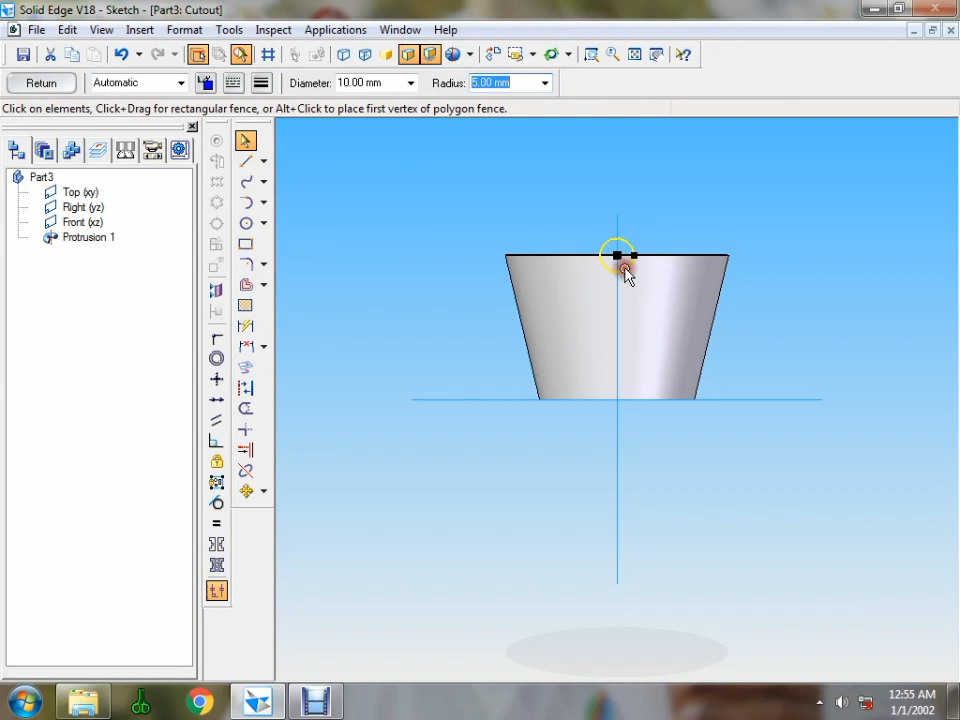 Solid Edge V18 - Sketch - [Part3: Cutout]
File Edit View Insert Format Tools Inspect Applications Window Help
Return Automatic Diameter: 10.00 mm Radius: 5.00 mm
Click on elements, Click+Drag for rectangular fence, or Alt+Click to place first vertex of polygon fence.
Part3
Top (xy)
Right (yz)
Front (xz)
Protrusion 1
12:55 AM
1/1/2002